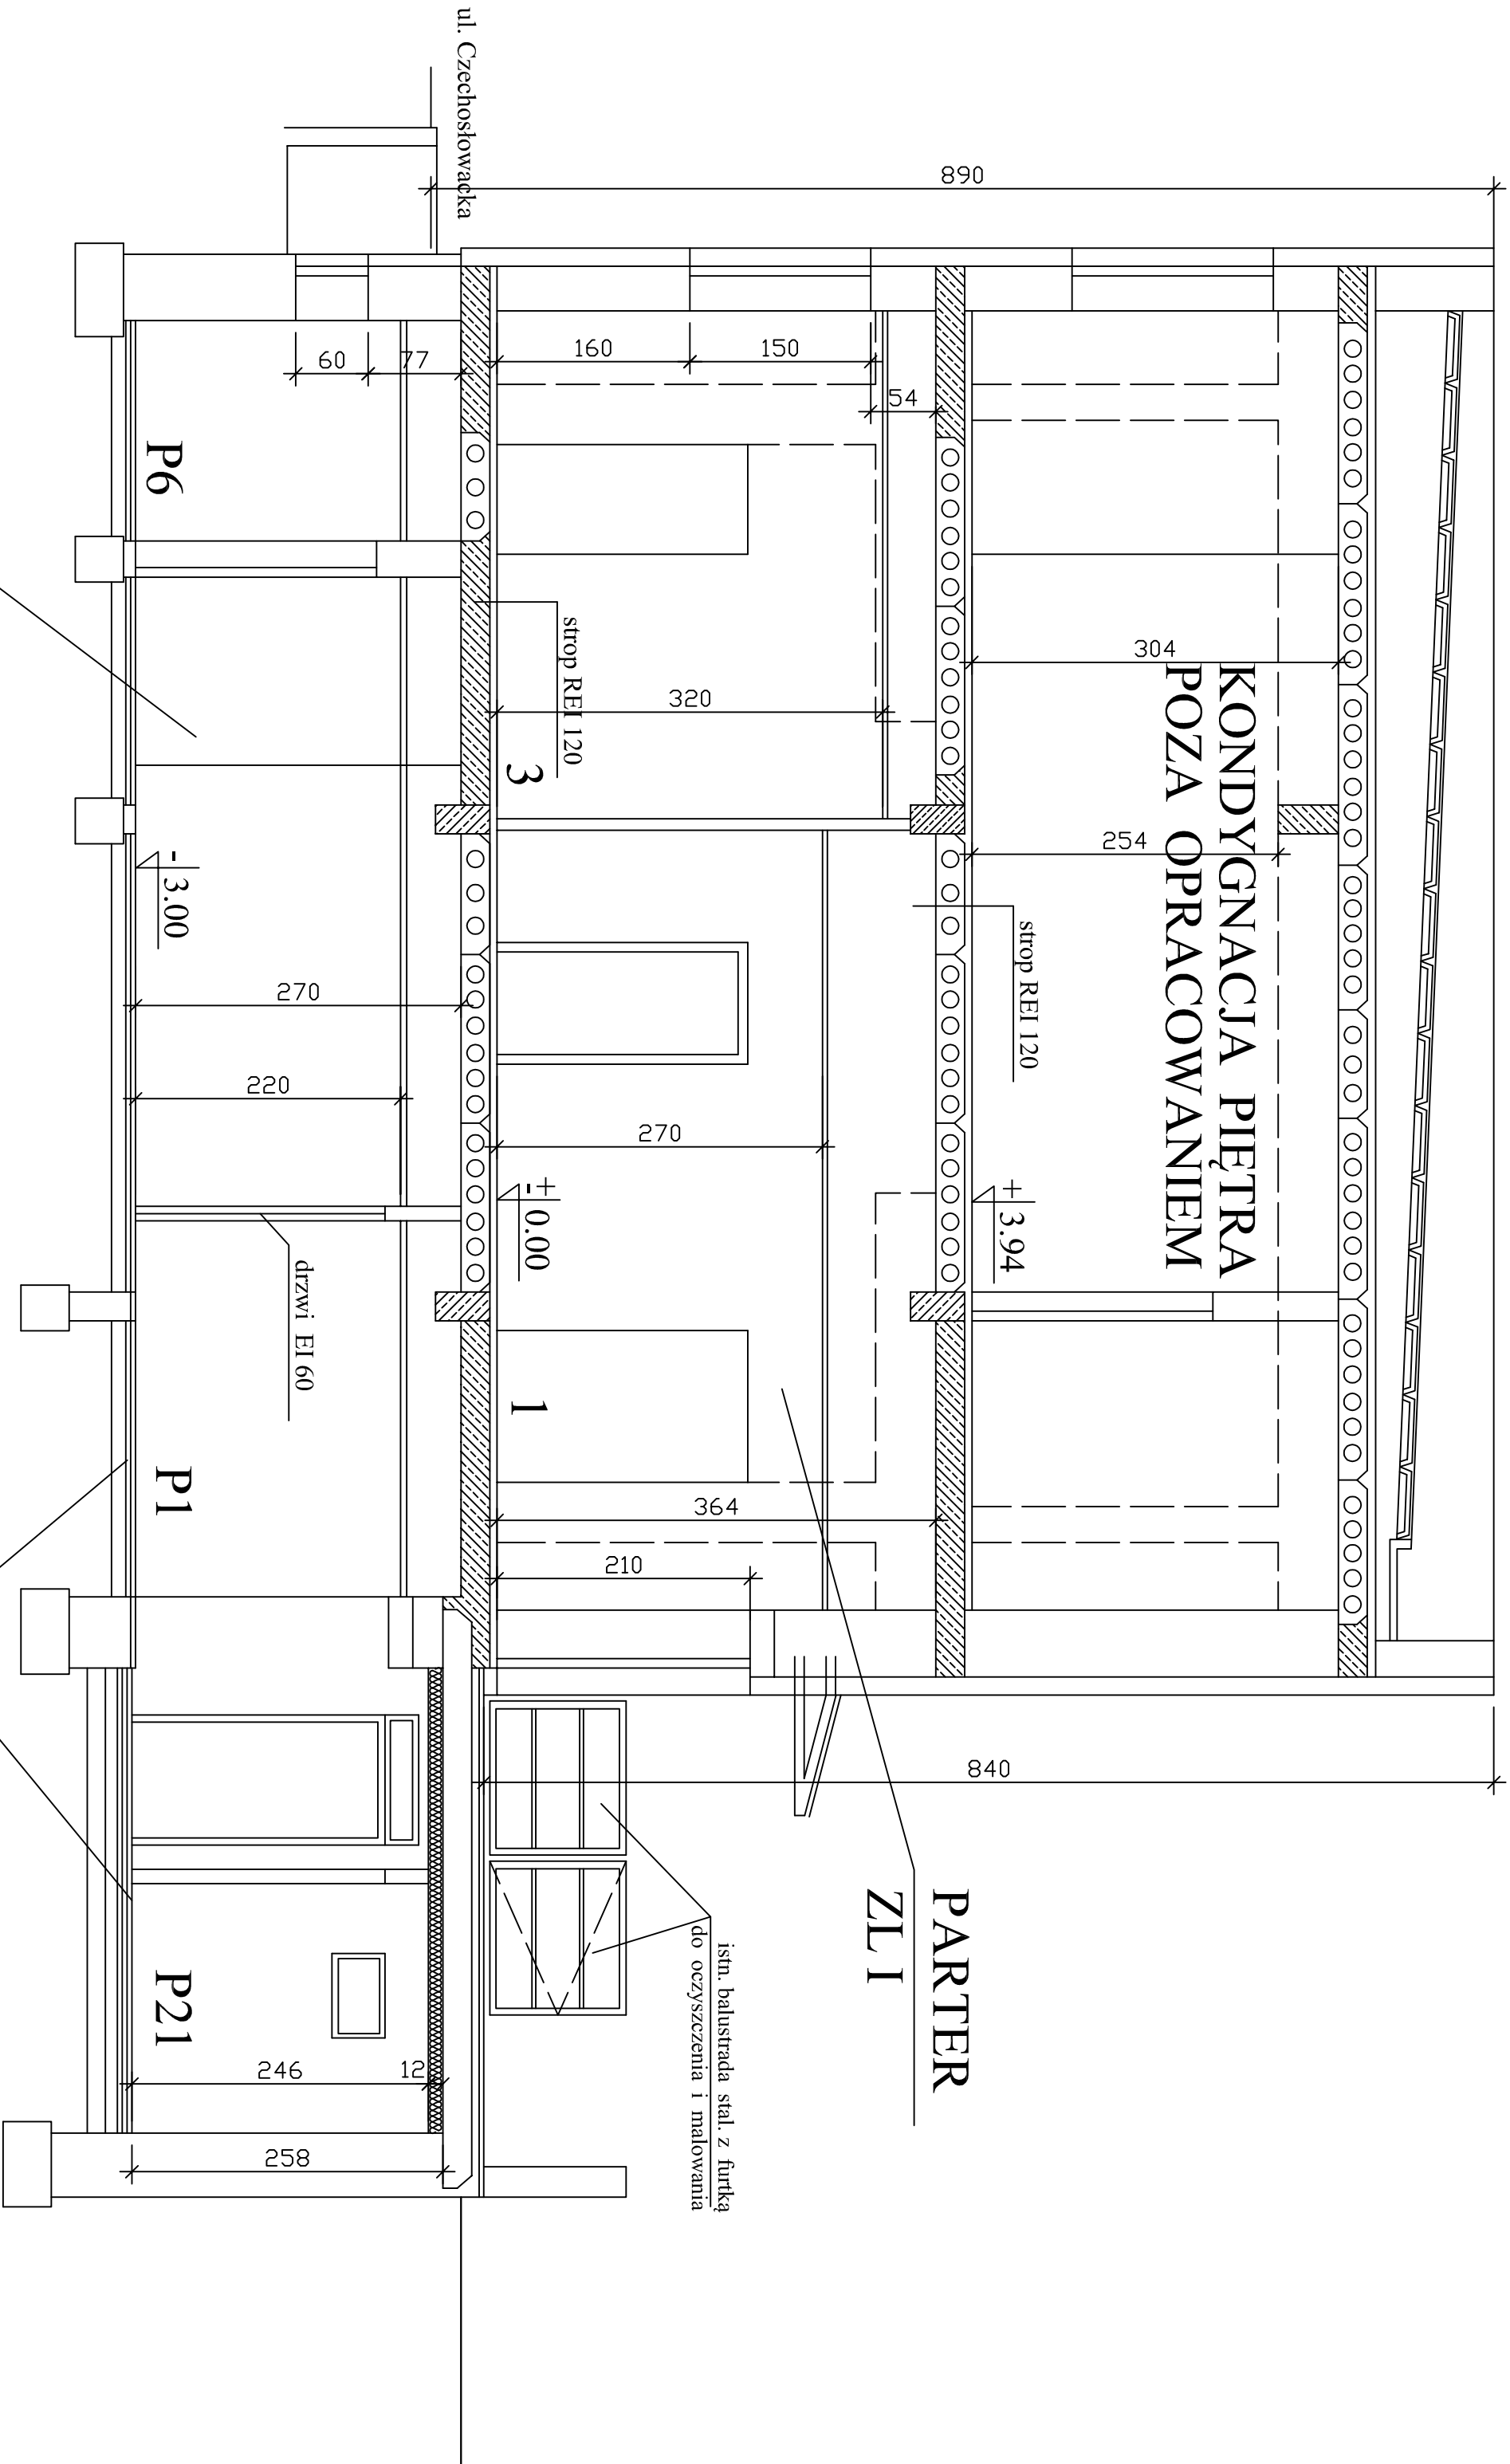 KONDYGNACJA PIĘTRA
POZA OPRACOWANIEM
304
254
+3.94
strop REI 120
890
840
54
150
160
320
270
364
210
3
1
+
- 0.00
strop REI 120
PARTER
ZL I
istn. balustrada stal. z furtką
do oczyszczenia i malowania
ul. Czechosłowacka
77
60
270
220
drzwi EI 60
-3.00
P6
P1
P21
12
246
258